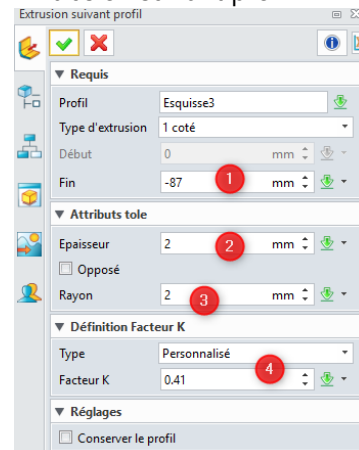 Extrusion suivant profil
Requis
Profil Esquisse3
Type d'extrusion 1 coté
Début 0 mm
Fin -87 1 mm
Attributs tole
Epaisseur 2 2 mm
Opposé
Rayon 2 3 mm
Définition Facteur K
Type Personnalisé
Facteur K 0.41 4
Réglages
Conserver le profil